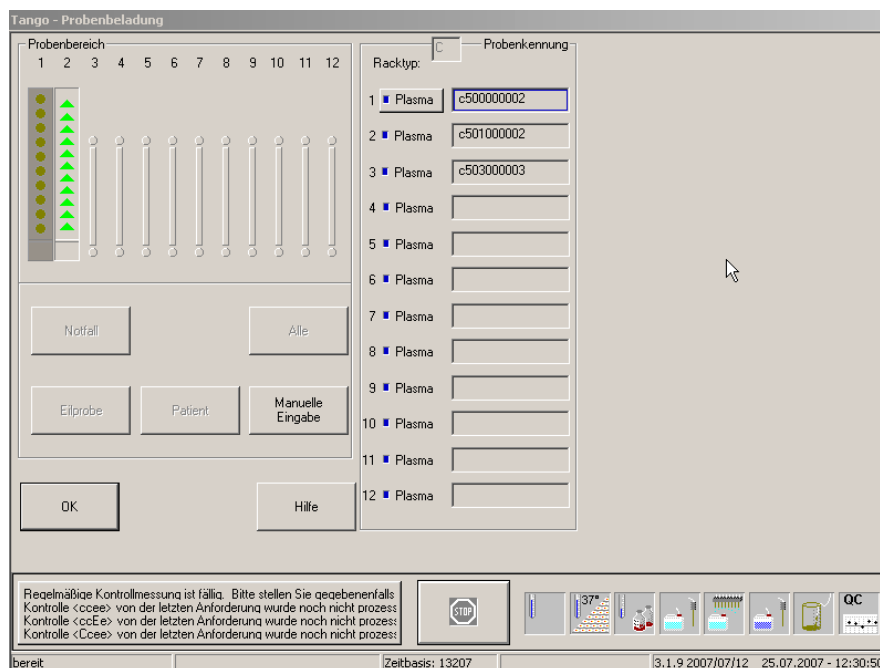 Tango - Probenbeladung
Probenbereich
1 2 3 4 5 6 7 8 9 10 11 12
Notfall
Alle
Eilprobe
Patient
Manuelle
Eingabe
OK
Hilfe
C
Probenkennung
Racktyp:
1 Plasma c500000002
2 Plasma c501000002
3 Plasma c503000003
4 Plasma
5 Plasma
6 Plasma
7 Plasma
8 Plasma
9 Plasma
10 Plasma
11 Plasma
12 Plasma
Regelmäßige Kontrollmessung ist fällig. Bitte stellen Sie gegebenenfalls
Kontrolle <ccee> von der letzten Anforderung wurde noch nicht prozess
Kontrolle <ccEe> von der letzten Anforderung wurde noch nicht prozess
Kontrolle <Ccee> von der letzten Anforderung wurde noch nicht prozess
STOP
37°
QC
bereit
Zeitbasis: 13207
3.1.9 2007/07/12 25.07.2007 - 12:30:50